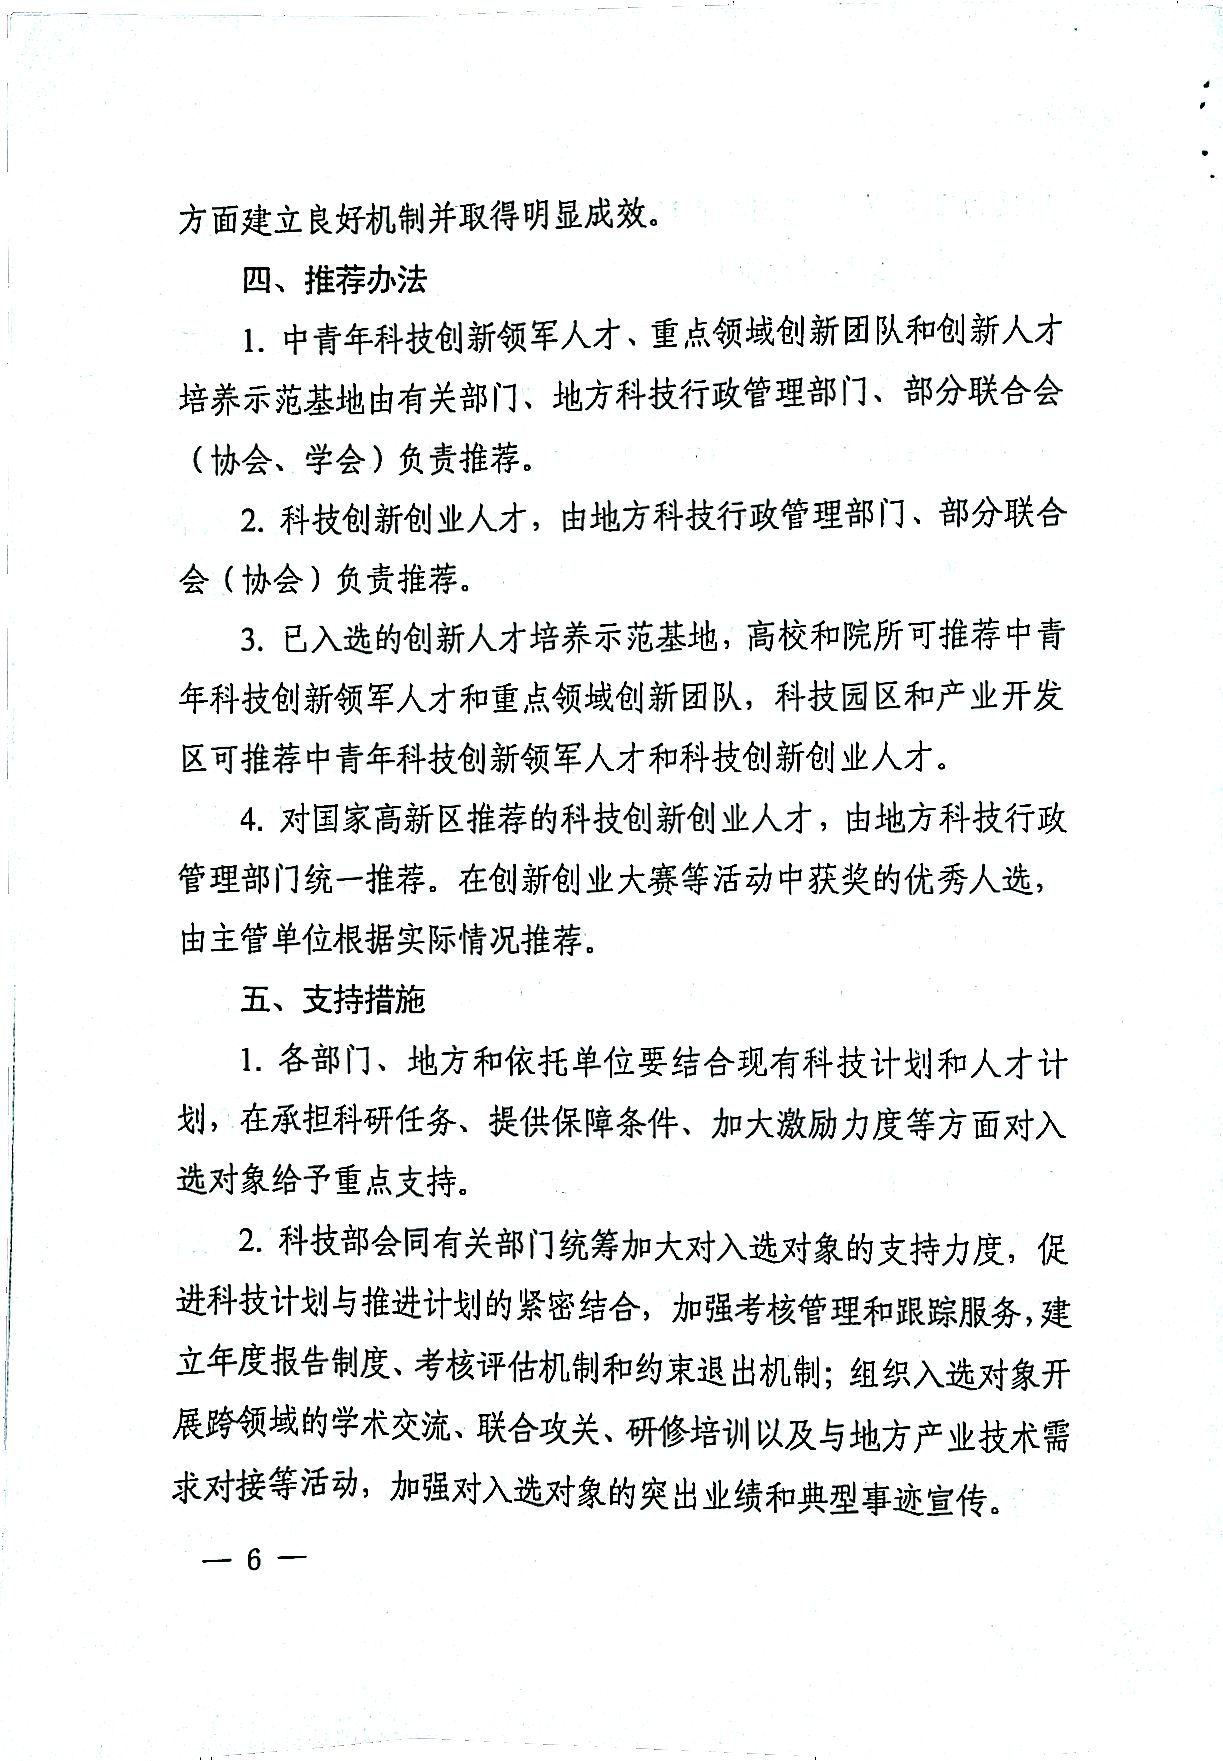 方面建立良好机制并取得明显成效。
四、推荐办法
1. 中青年科技创新领军人才、重点领域创新团队和创新人才
培养示范基地由有关部门、地方科技行政管理部门、部分联合会
（协会、学会）负责推荐。
2. 科技创新创业人才，由地方科技行政管理部门、部分联合
会（协会）负责推荐。
3. 已入选的创新人才培养示范基地，高校和院所可推荐中青
年科技创新领军人才和重点领域创新团队，科技园区和产业开发
区可推荐中青年科技创新领军人才和科技创新创业人才。
4. 对国家高新区推荐的科技创新创业人才，由地方科技行政
管理部门统一推荐。在创新创业大赛等活动中获奖的优秀人选，
由主管单位根据实际情况推荐。
五、支持措施
1. 各部门、地方和依托单位要结合现有科技计划和人才计
划，在承担科研任务、提供保障条件、加大激励力度等方面对入
选对象给予重点支持。
2. 科技部会同有关部门统筹加大对入选对象的支持力度，促
进科技计划与推进计划的紧密结合，加强考核管理和跟踪服务，建
立年度报告制度、考核评估机制和约束退出机制；组织入选对象开
展跨领域的学术交流、联合攻关、研修培训以及与地方产业技术需
求对接等活动，加强对入选对象的突出业绩和典型事迹宣传。
— 6 —